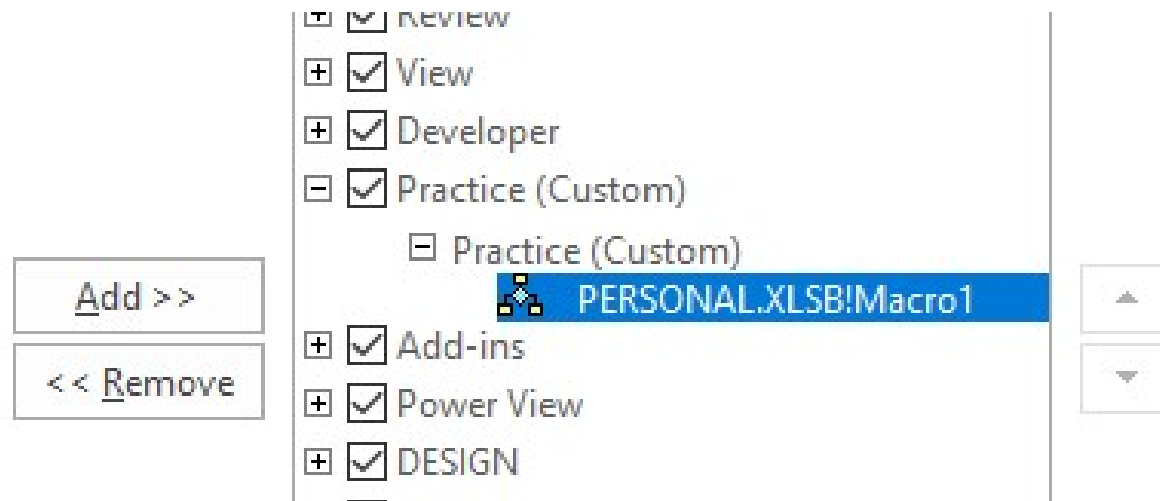 Review
View
Developer
Practice (Custom)
Practice (Custom)
Add >>
PERSONAL.XLSB!Macro1
Add-ins
<< Remove
Power View
DESIGN